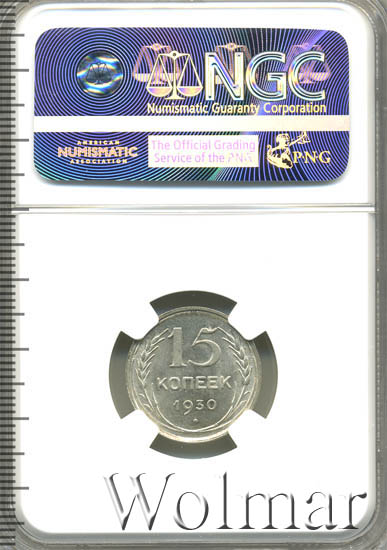 NGC
Numismatic Guaranty Corporation
AMERICAN
NUMISMATIC
ASSOCIATION
The Official Grading
Service of the PNG
PNG
15
КОПЕЕК
1930
Wolmar